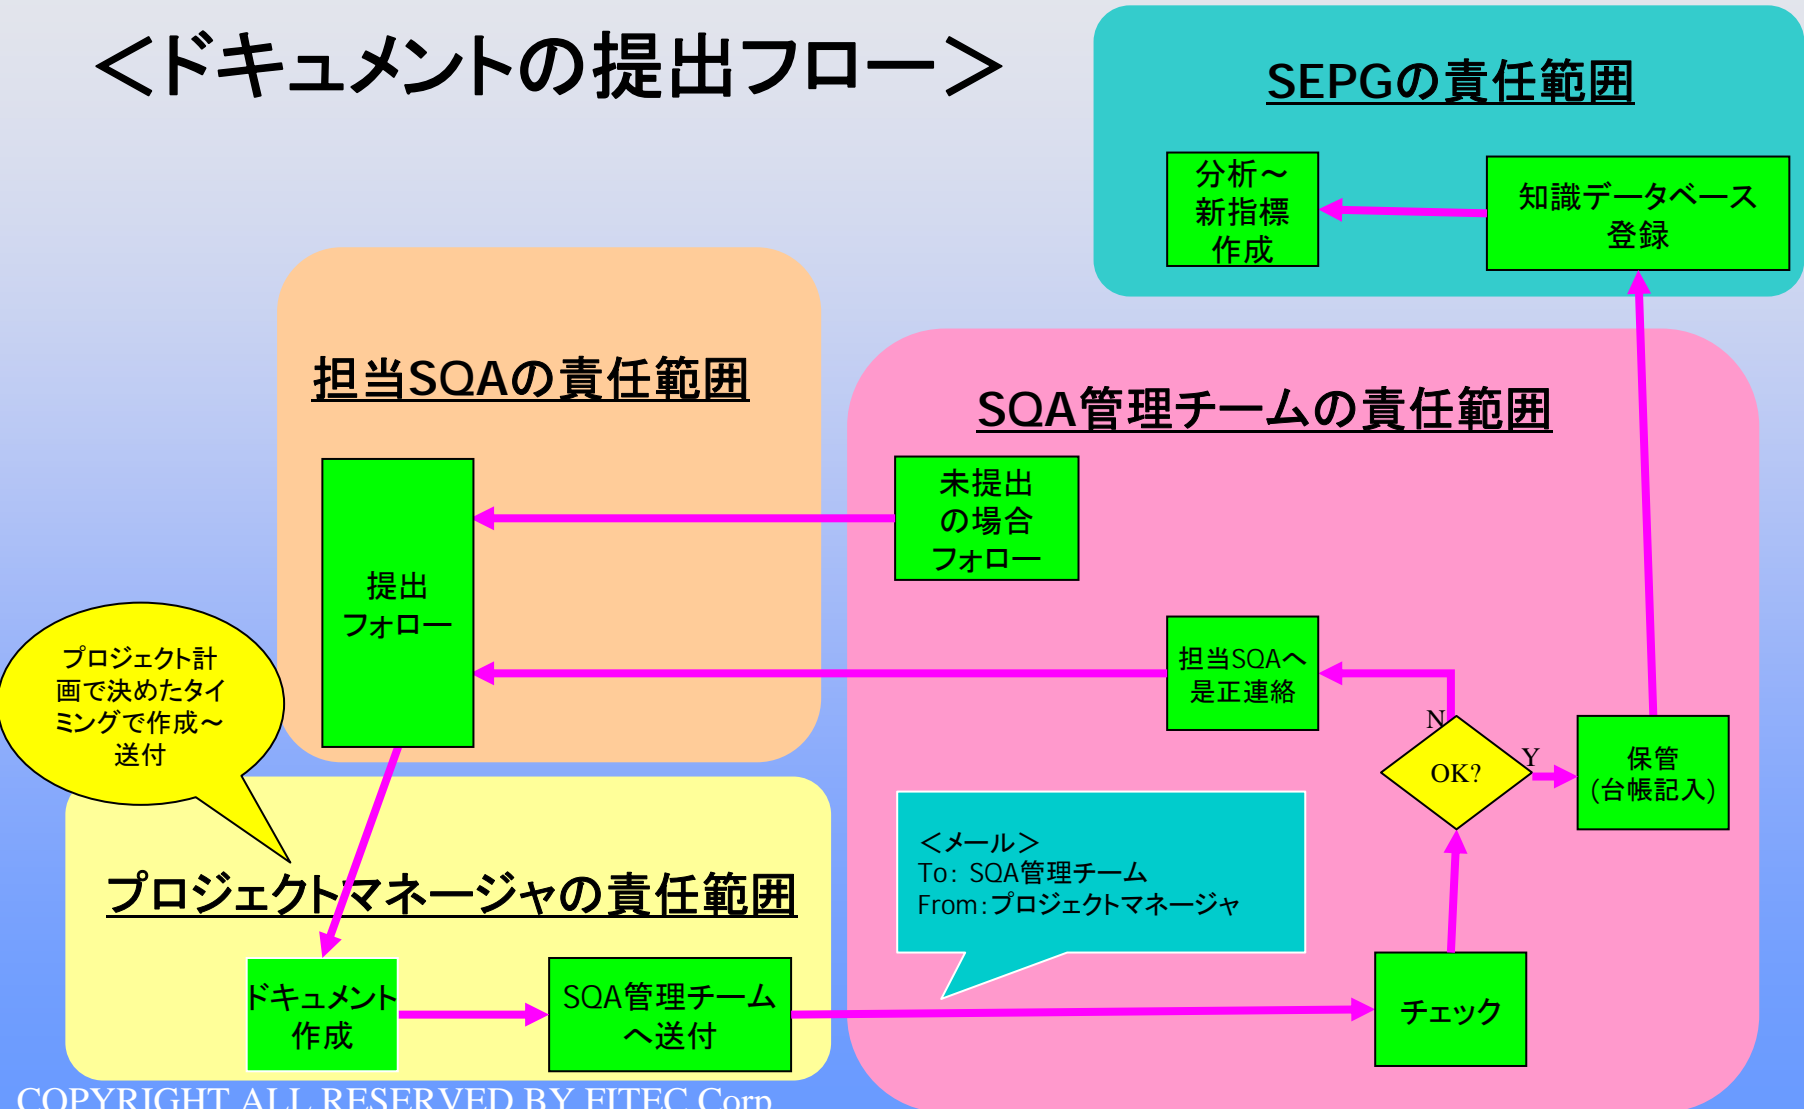 ＜ドキュメントの提出フロー＞
SEPGの責任範囲
分析～
新指標
作成
知識データベース
登録
担当SQAの責任範囲
SQA管理チームの責任範囲
未提出
の場合
フォロー
提出
フォロー
担当SQAへ
是正連絡
プロジェクト計
画で決めたタイ
ミングで作成～
送付
N
OK?
Y
保管
(台帳記入)
＜メール＞
To: SQA管理チーム
From:プロジェクトマネージャ
プロジェクトマネージャの責任範囲
ドキュメント
作成
SQA管理チーム
へ送付
チェック
COPYRIGHT ALL RESERVED BY FITEC Corp